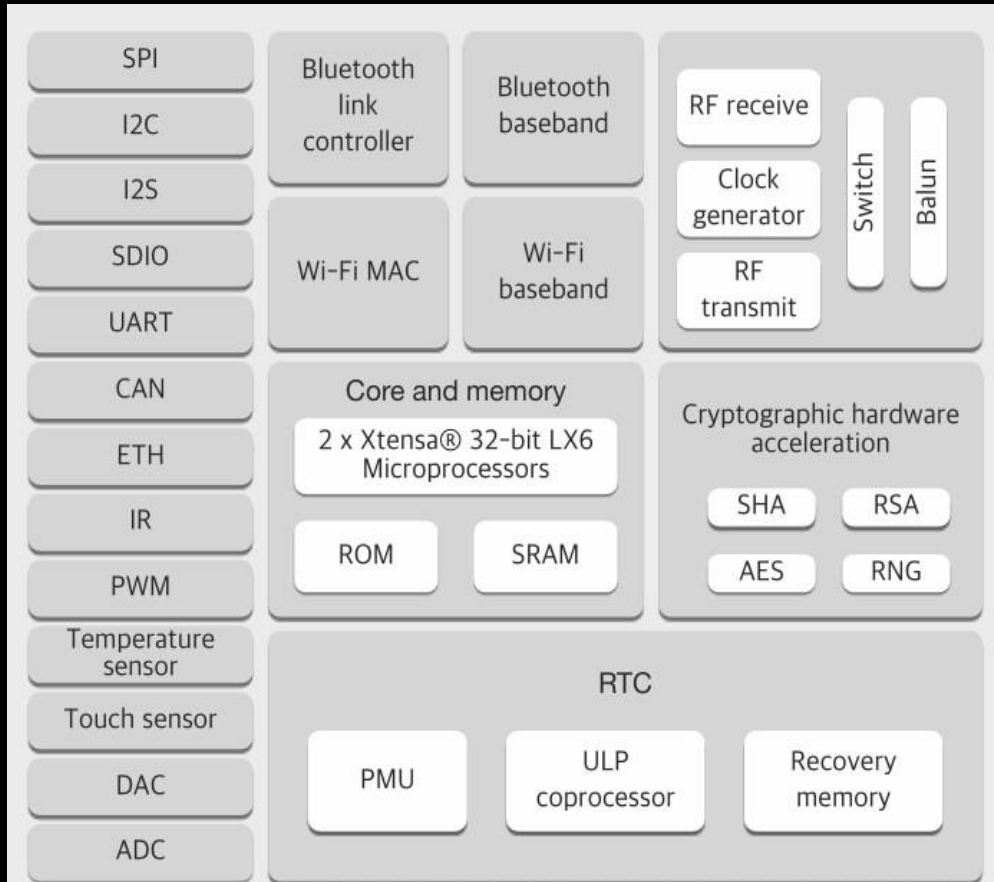 SPI
I2C
I2S
SDIO
UART
CAN
ETH
IR
PWM
Temperature
sensor
Touch sensor
DAC
ADC
Bluetooth
link
controller
Bluetooth
baseband
Wi-Fi MAC
Wi-Fi
baseband
RF receive
Clock
generator
RF
transmit
Switch
Balun
Core and memory
2 x Xtensa® 32-bit LX6
Microprocessors
ROM
SRAM
Cryptographic hardware
acceleration
SHA
RSA
AES
RNG
RTC
PMU
ULP
coprocessor
Recovery
memory